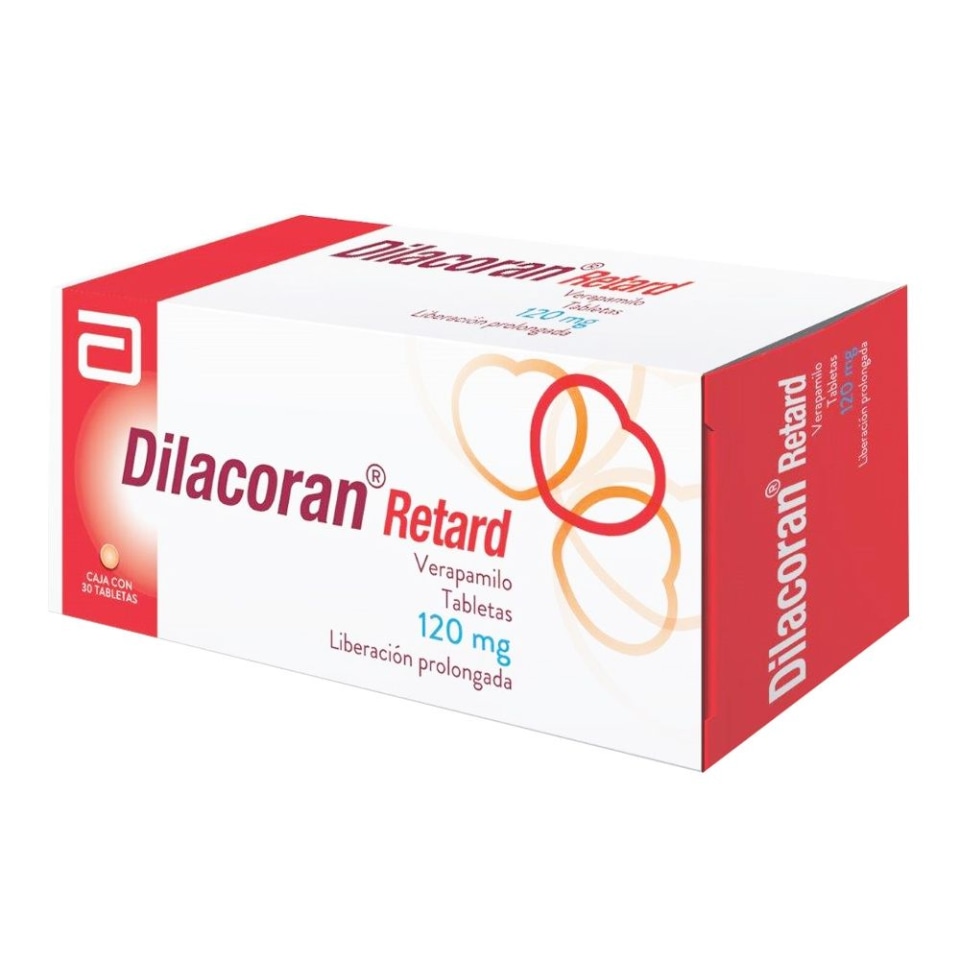 Dilacoran® Retard
Verapamilo
Tabletas
120 mg
Liberación prolongada
Dilacoran® Retard
Verapamilo
Tabletas
120 mg
Liberación prolongada
CAJA CON
30 TABLETAS
Dilacoran® Retard
Verapamilo
Tabletas
120 mg
Liberación prolongada